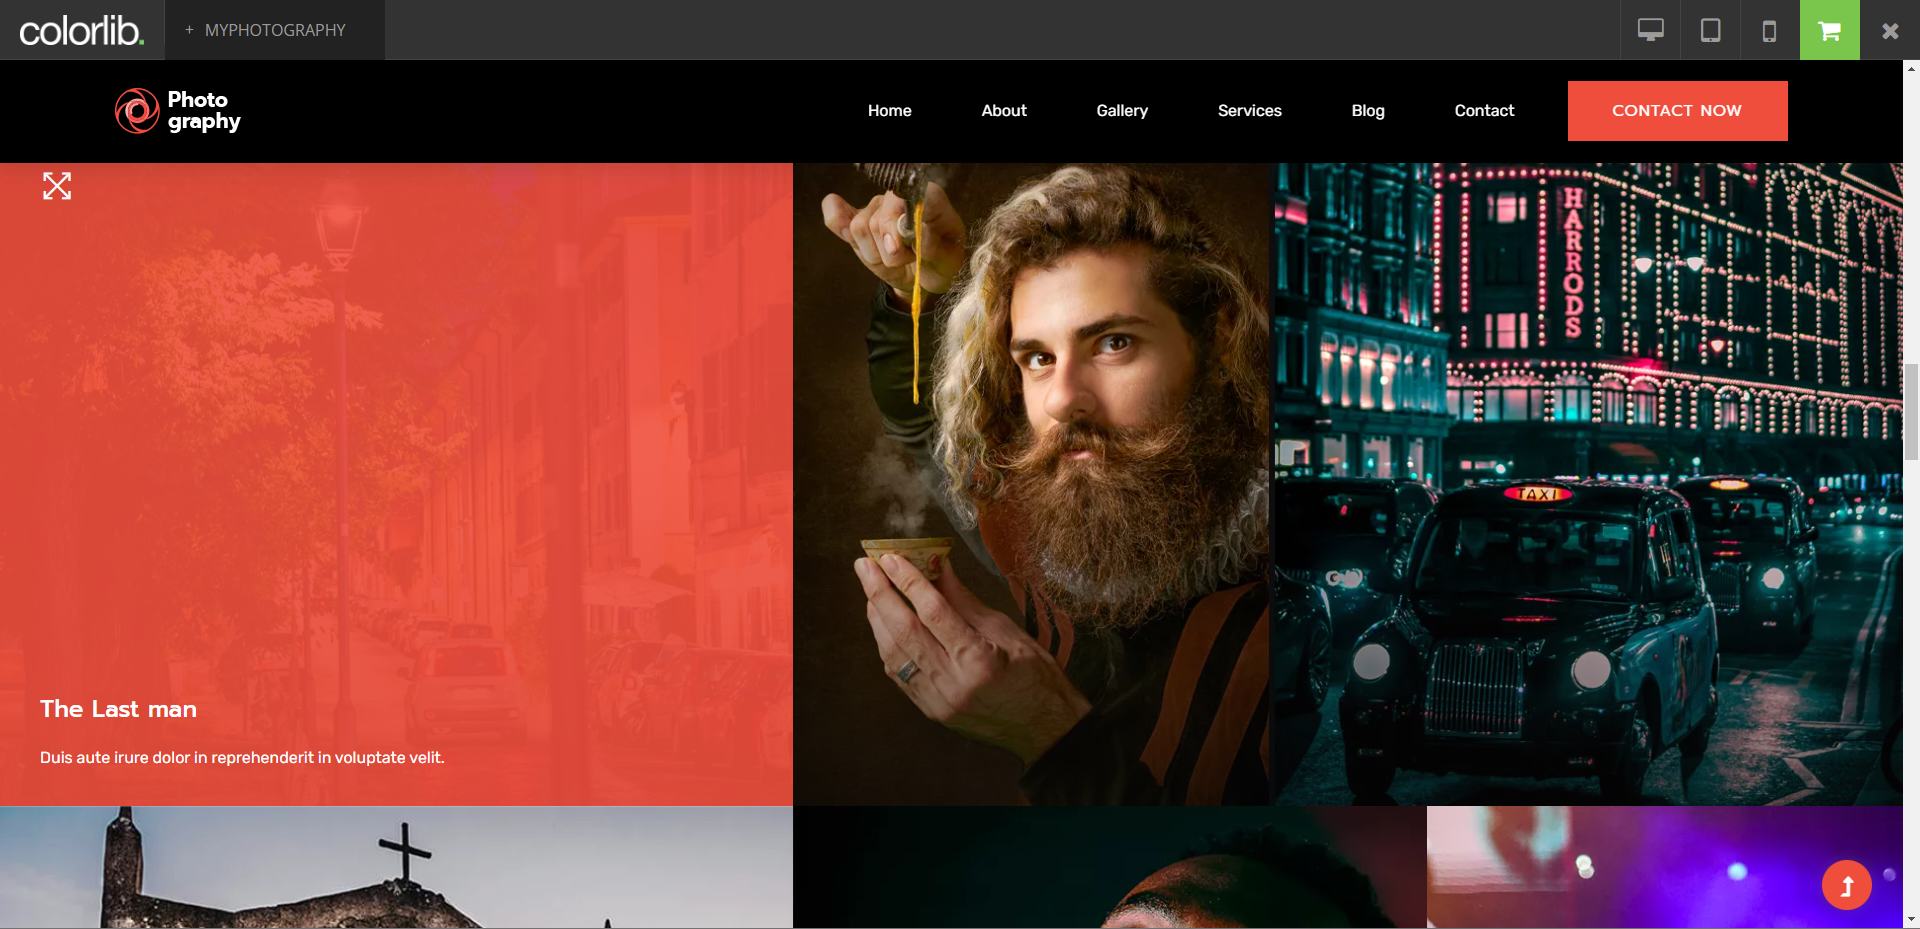 colorlib.
+ MYPHOTOGRAPHY
Photo
graphy
Home
About
Gallery
Services
Blog
Contact
CONTACT NOW
HARRODS
TAXI
The Last man
Duis aute irure dolor in reprehenderit in voluptate velit.